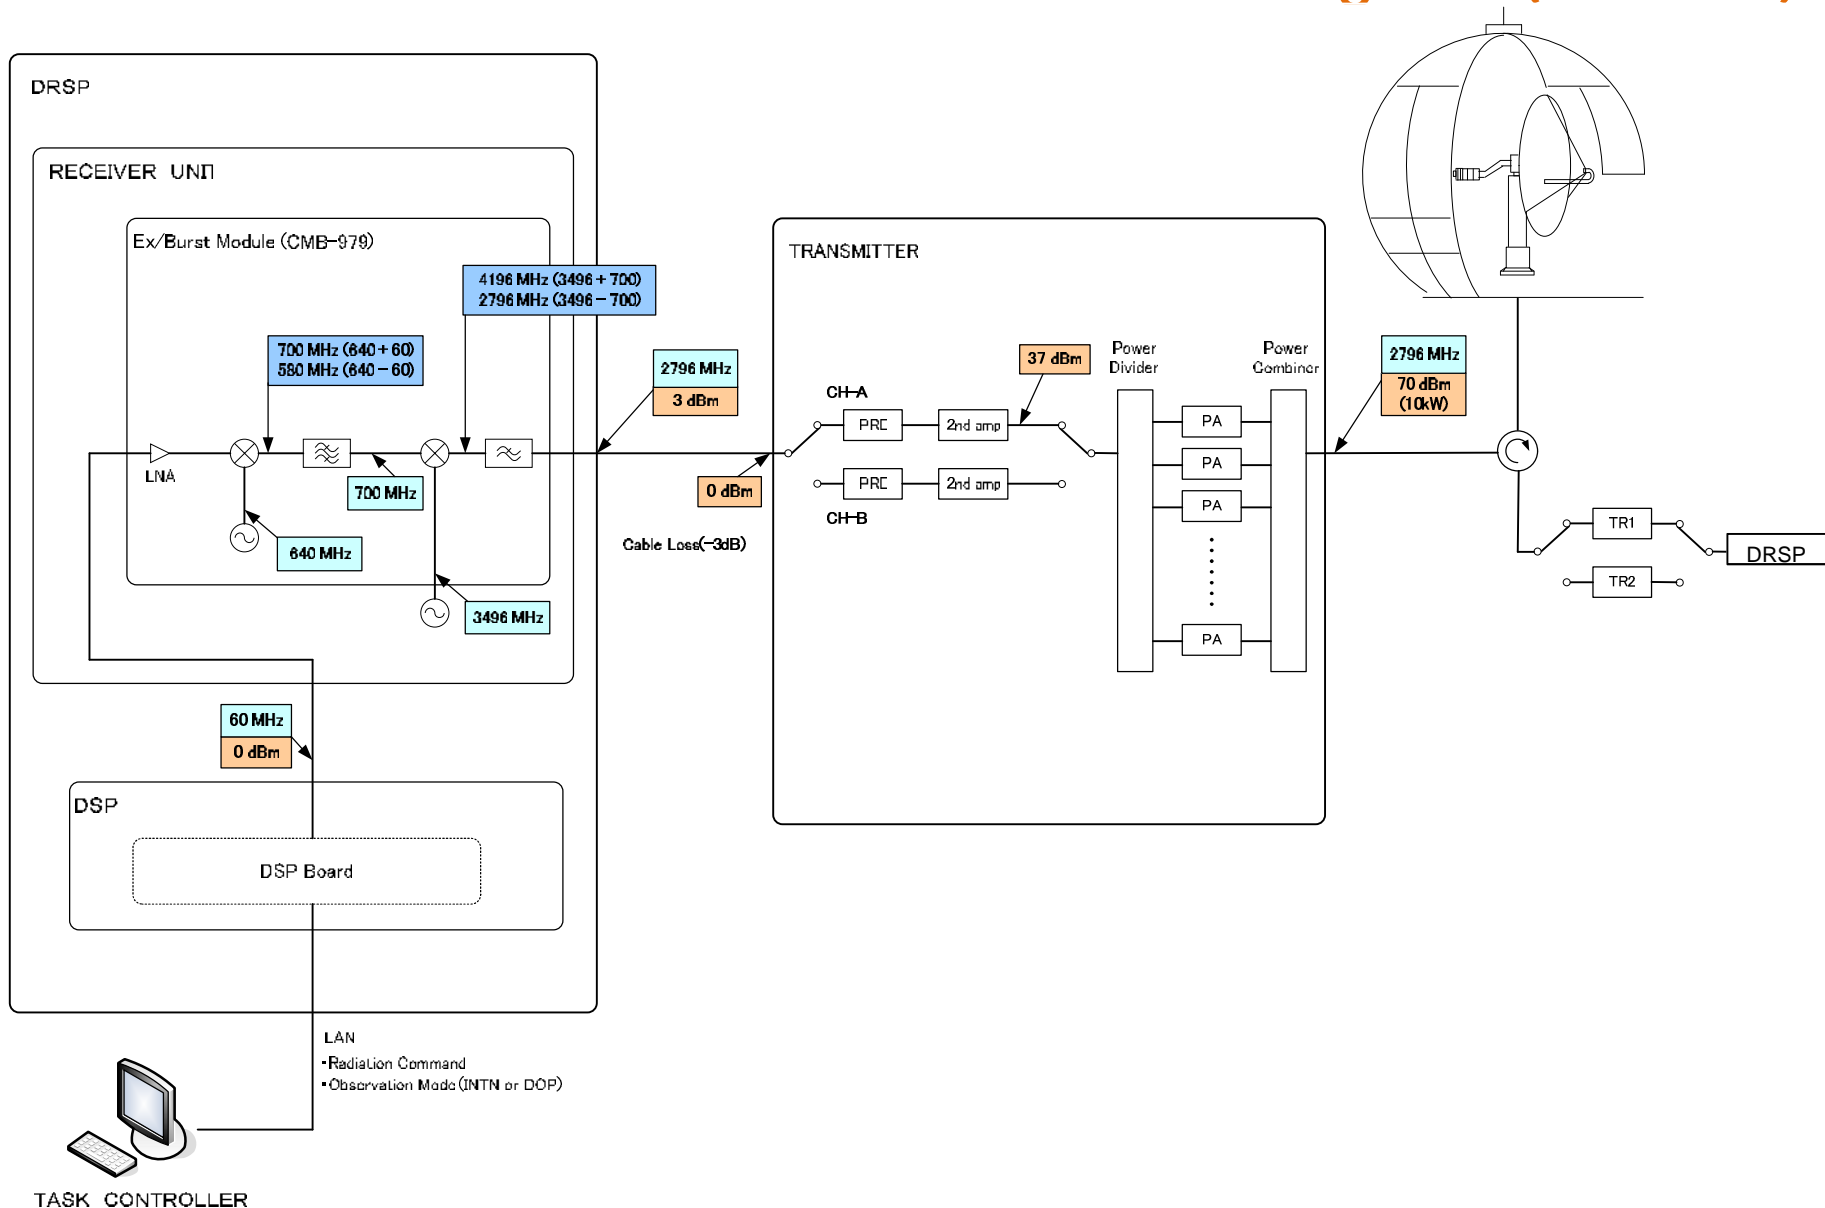 DRSP
RECEIVER UNIT
Ex/Burst Module (CMB-979)
4196 MHz (3496 + 700)
2796 MHz (3496 - 700)
700 MHz (640 + 60)
580 MHz (640 - 60)
LNA
700 MHz
640 MHz
3496 MHz
2796 MHz
3 dBm
0 dBm
Cable Loss(-3dB)
60 MHz
0 dBm
DSP
DSP Board
LAN
・Radiation Command
・Observation Mode (INTN or DOP)
TASK CONTROLLER
TRANSMITTER
37 dBm
CH-A
PRE
2nd amp
PRE
2nd amp
CH-B
Power
Divider
Power
Combiner
PA
PA
PA
PA
2796 MHz
70 dBm
(10kW)
TR1
TR2
DRSP